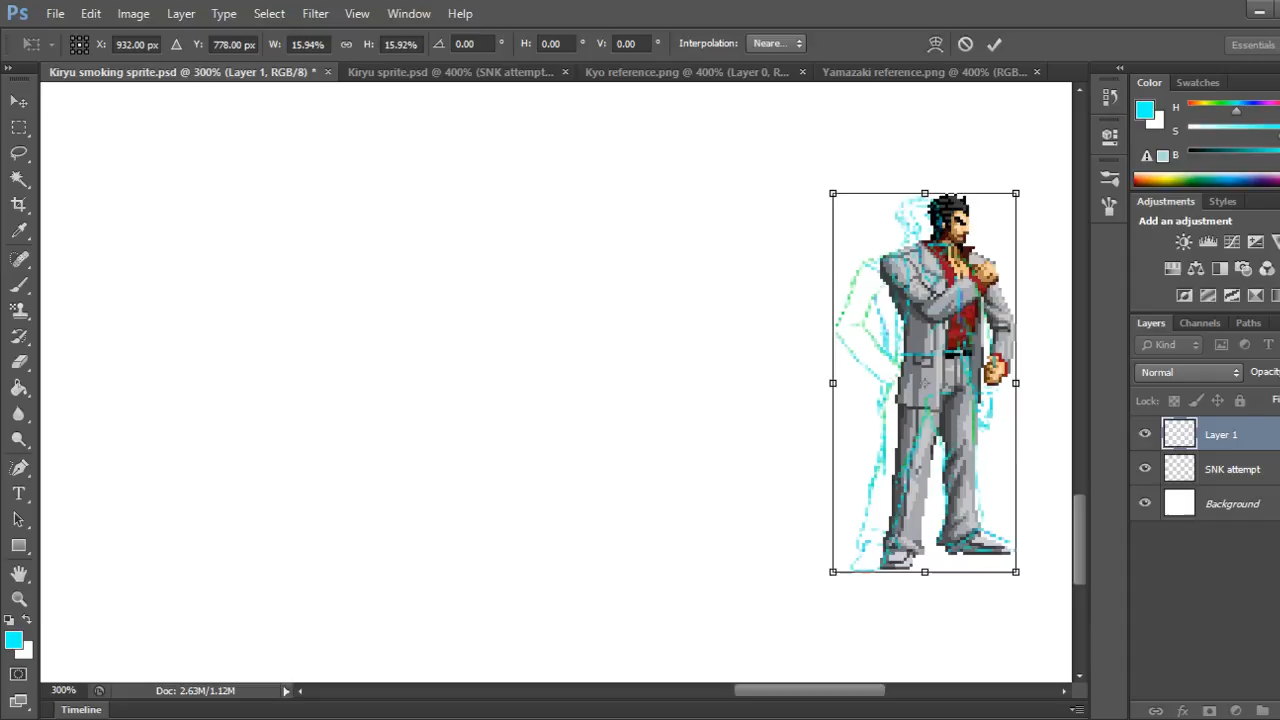 Ps File Edit Image Layer Type Select Filter View Window Help
X: 932.00 px Y: 778.00 px W: 15.94% H: 15.92% 0.00 ° H: 0.00 ° V: 0.00 ° Interpolation: Neare... Essentials
Kiryu smoking sprite.psd @ 300% (Layer 1, RGB/8) * × Kiryu sprite.psd @ 400% (SNK attempt... × Kyo reference.png @ 400% (Layer 0, R... × Yamazaki reference.png @ 400% (RGB... ×
Color Swatches
H
S
B
Adjustments Styles
Add an adjustment
Layers Channels Paths
Kind
Normal Opacity
Lock: Fi
Layer 1
SNK attempt
Background
300% Doc: 2.63M/1.12M
Timeline